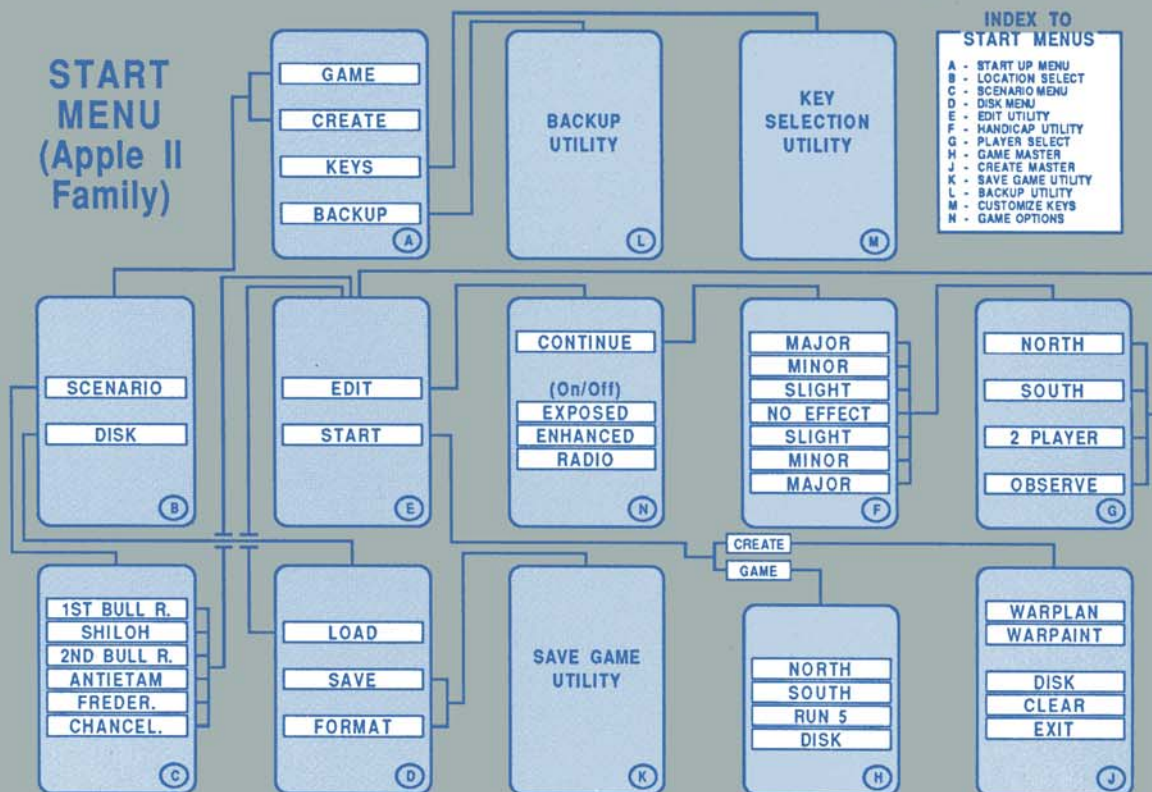 START
MENU
(Apple II
Family)
GAME
CREATE
KEYS
BACKUP
A
BACKUP
UTILITY
L
KEY
SELECTION
UTILITY
M
INDEX TO
START MENUS
A - START UP MENU
B - LOCATION SELECT
C - SCENARIO MENU
D - DISK MENU
E - EDIT UTILITY
F - HANDICAP UTILITY
G - PLAYER SELECT
H - GAME MASTER
J - CREATE MASTER
K - SAVE GAME UTILITY
L - BACKUP UTILITY
M - CUSTOMIZE KEYS
N - GAME OPTIONS
SCENARIO
DISK
B
EDIT
START
E
CONTINUE
(On/Off)
EXPOSED
ENHANCED
RADIO
N
MAJOR
MINOR
SLIGHT
NO EFFECT
SLIGHT
MINOR
MAJOR
F
NORTH
SOUTH
2 PLAYER
OBSERVE
G
CREATE
GAME
1ST BULL R.
SHILOH
2ND BULL R.
ANTIETAM
FREDER.
CHANCEL.
C
LOAD
SAVE
FORMAT
D
SAVE GAME
UTILITY
K
NORTH
SOUTH
RUN 5
DISK
H
WARPLAN
WARPAINT
DISK
CLEAR
EXIT
J